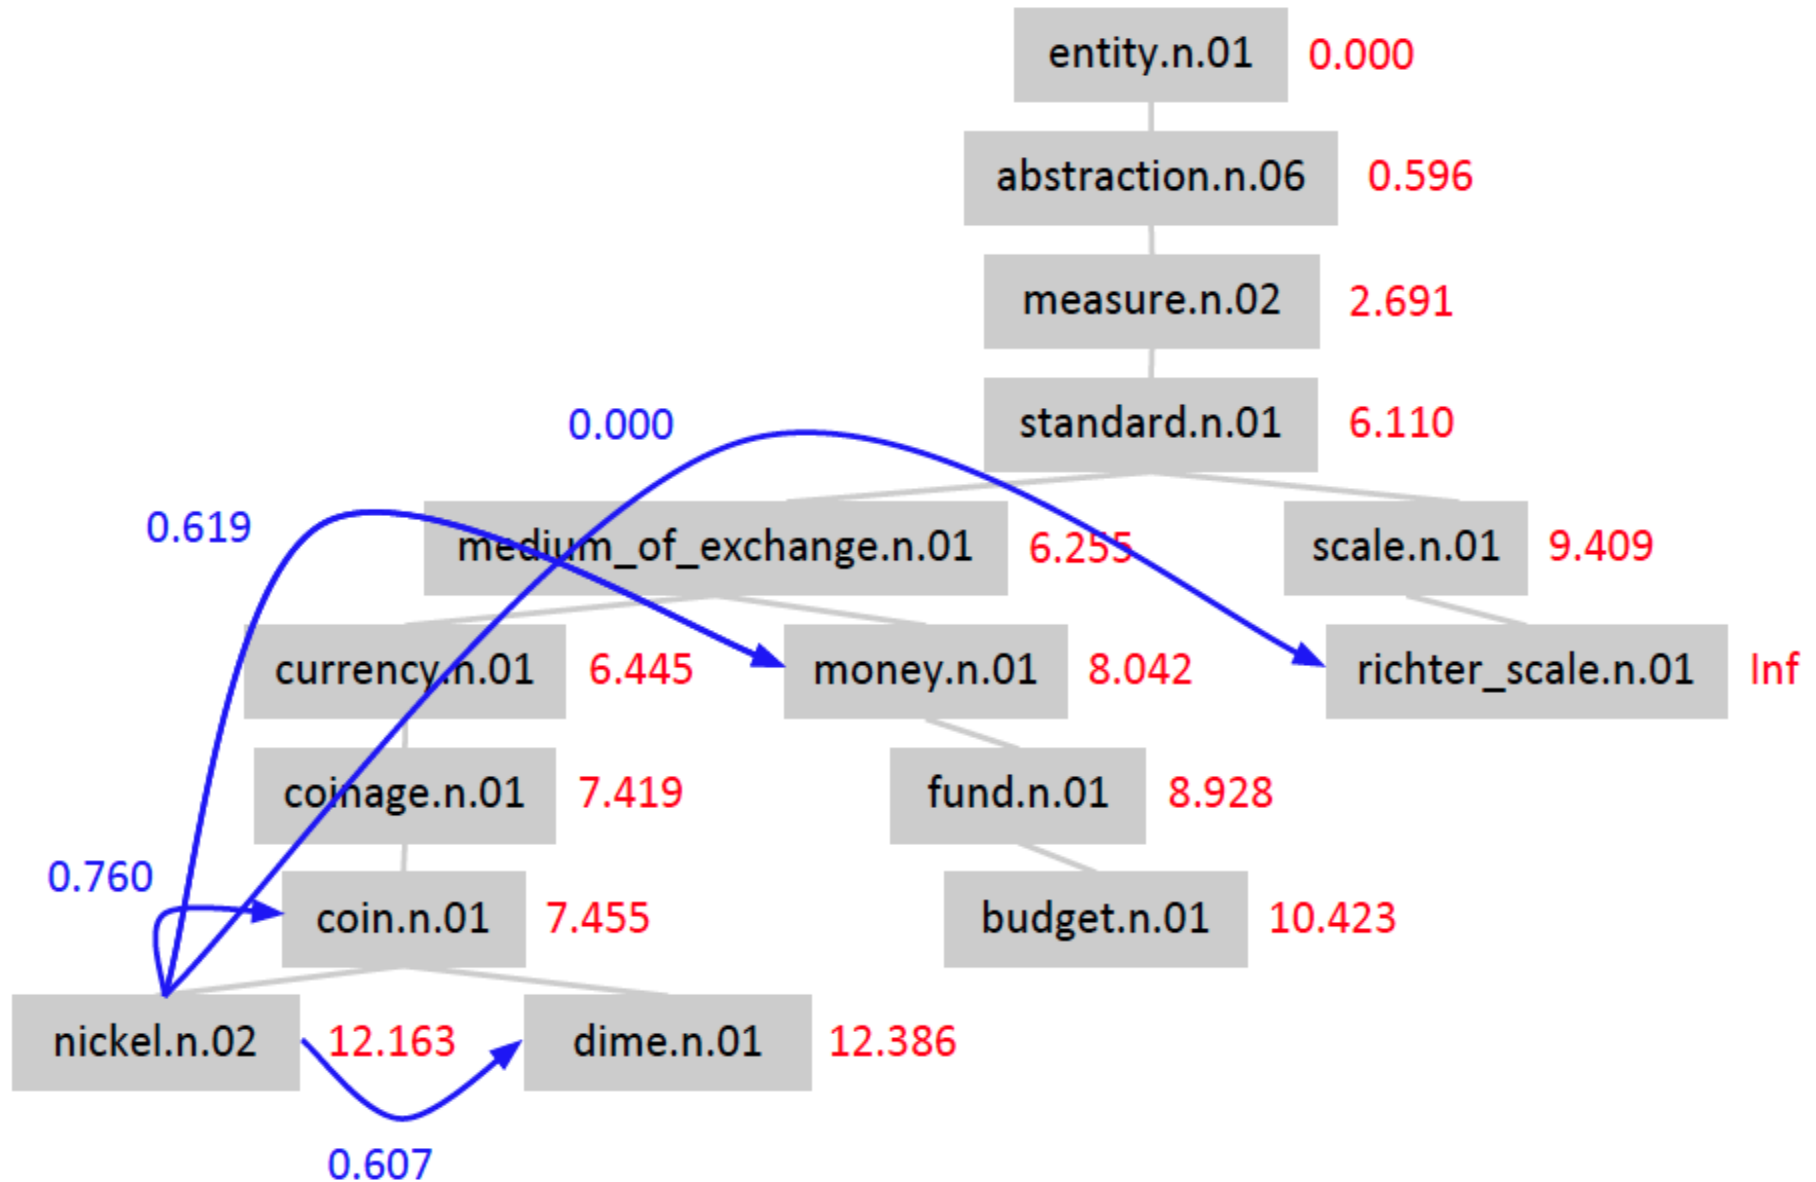 entity.n.01 0.000
abstraction.n.06 0.596
measure.n.02 2.691
0.000 standard.n.01 6.110
0.619 medium_of_exchange.n.01 6.255 scale.n.01 9.409
currency.n.01 6.445 money.n.01 8.042 richter_scale.n.01 Inf
coinage.n.01 7.419 fund.n.01 8.928
0.760 coin.n.01 7.455 budget.n.01 10.423
nickel.n.02 12.163 dime.n.01 12.386
0.607